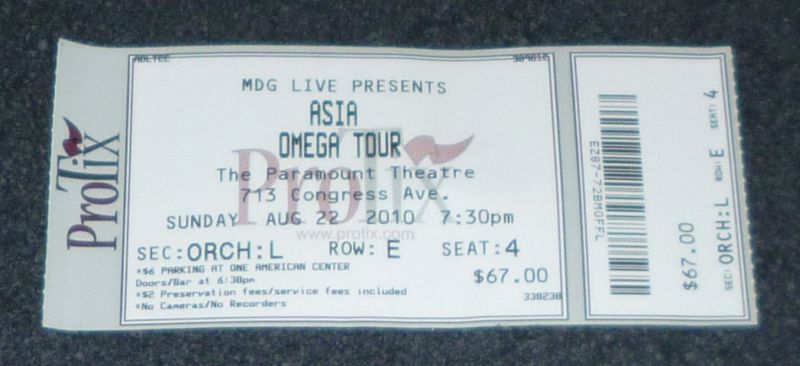 ProTix
MDG LIVE PRESENTS
ASIA
OMEGA TOUR
The Paramount Theatre
713 Congress Ave.
SUNDAY AUG 22 2010 7:30pm
www.protix.com
SEC:ORCH:L ROW: E SEAT:4
*$6 PARKING AT ONE AMERICAN CENTER
Doors/Bar at 6:30pm
$67.00
*$2 Preservation fees/service fees included
*No Cameras/No Recorders
338238
ProTix
$67.00
SEC:ORCH:L ROW: E SEAT: 4